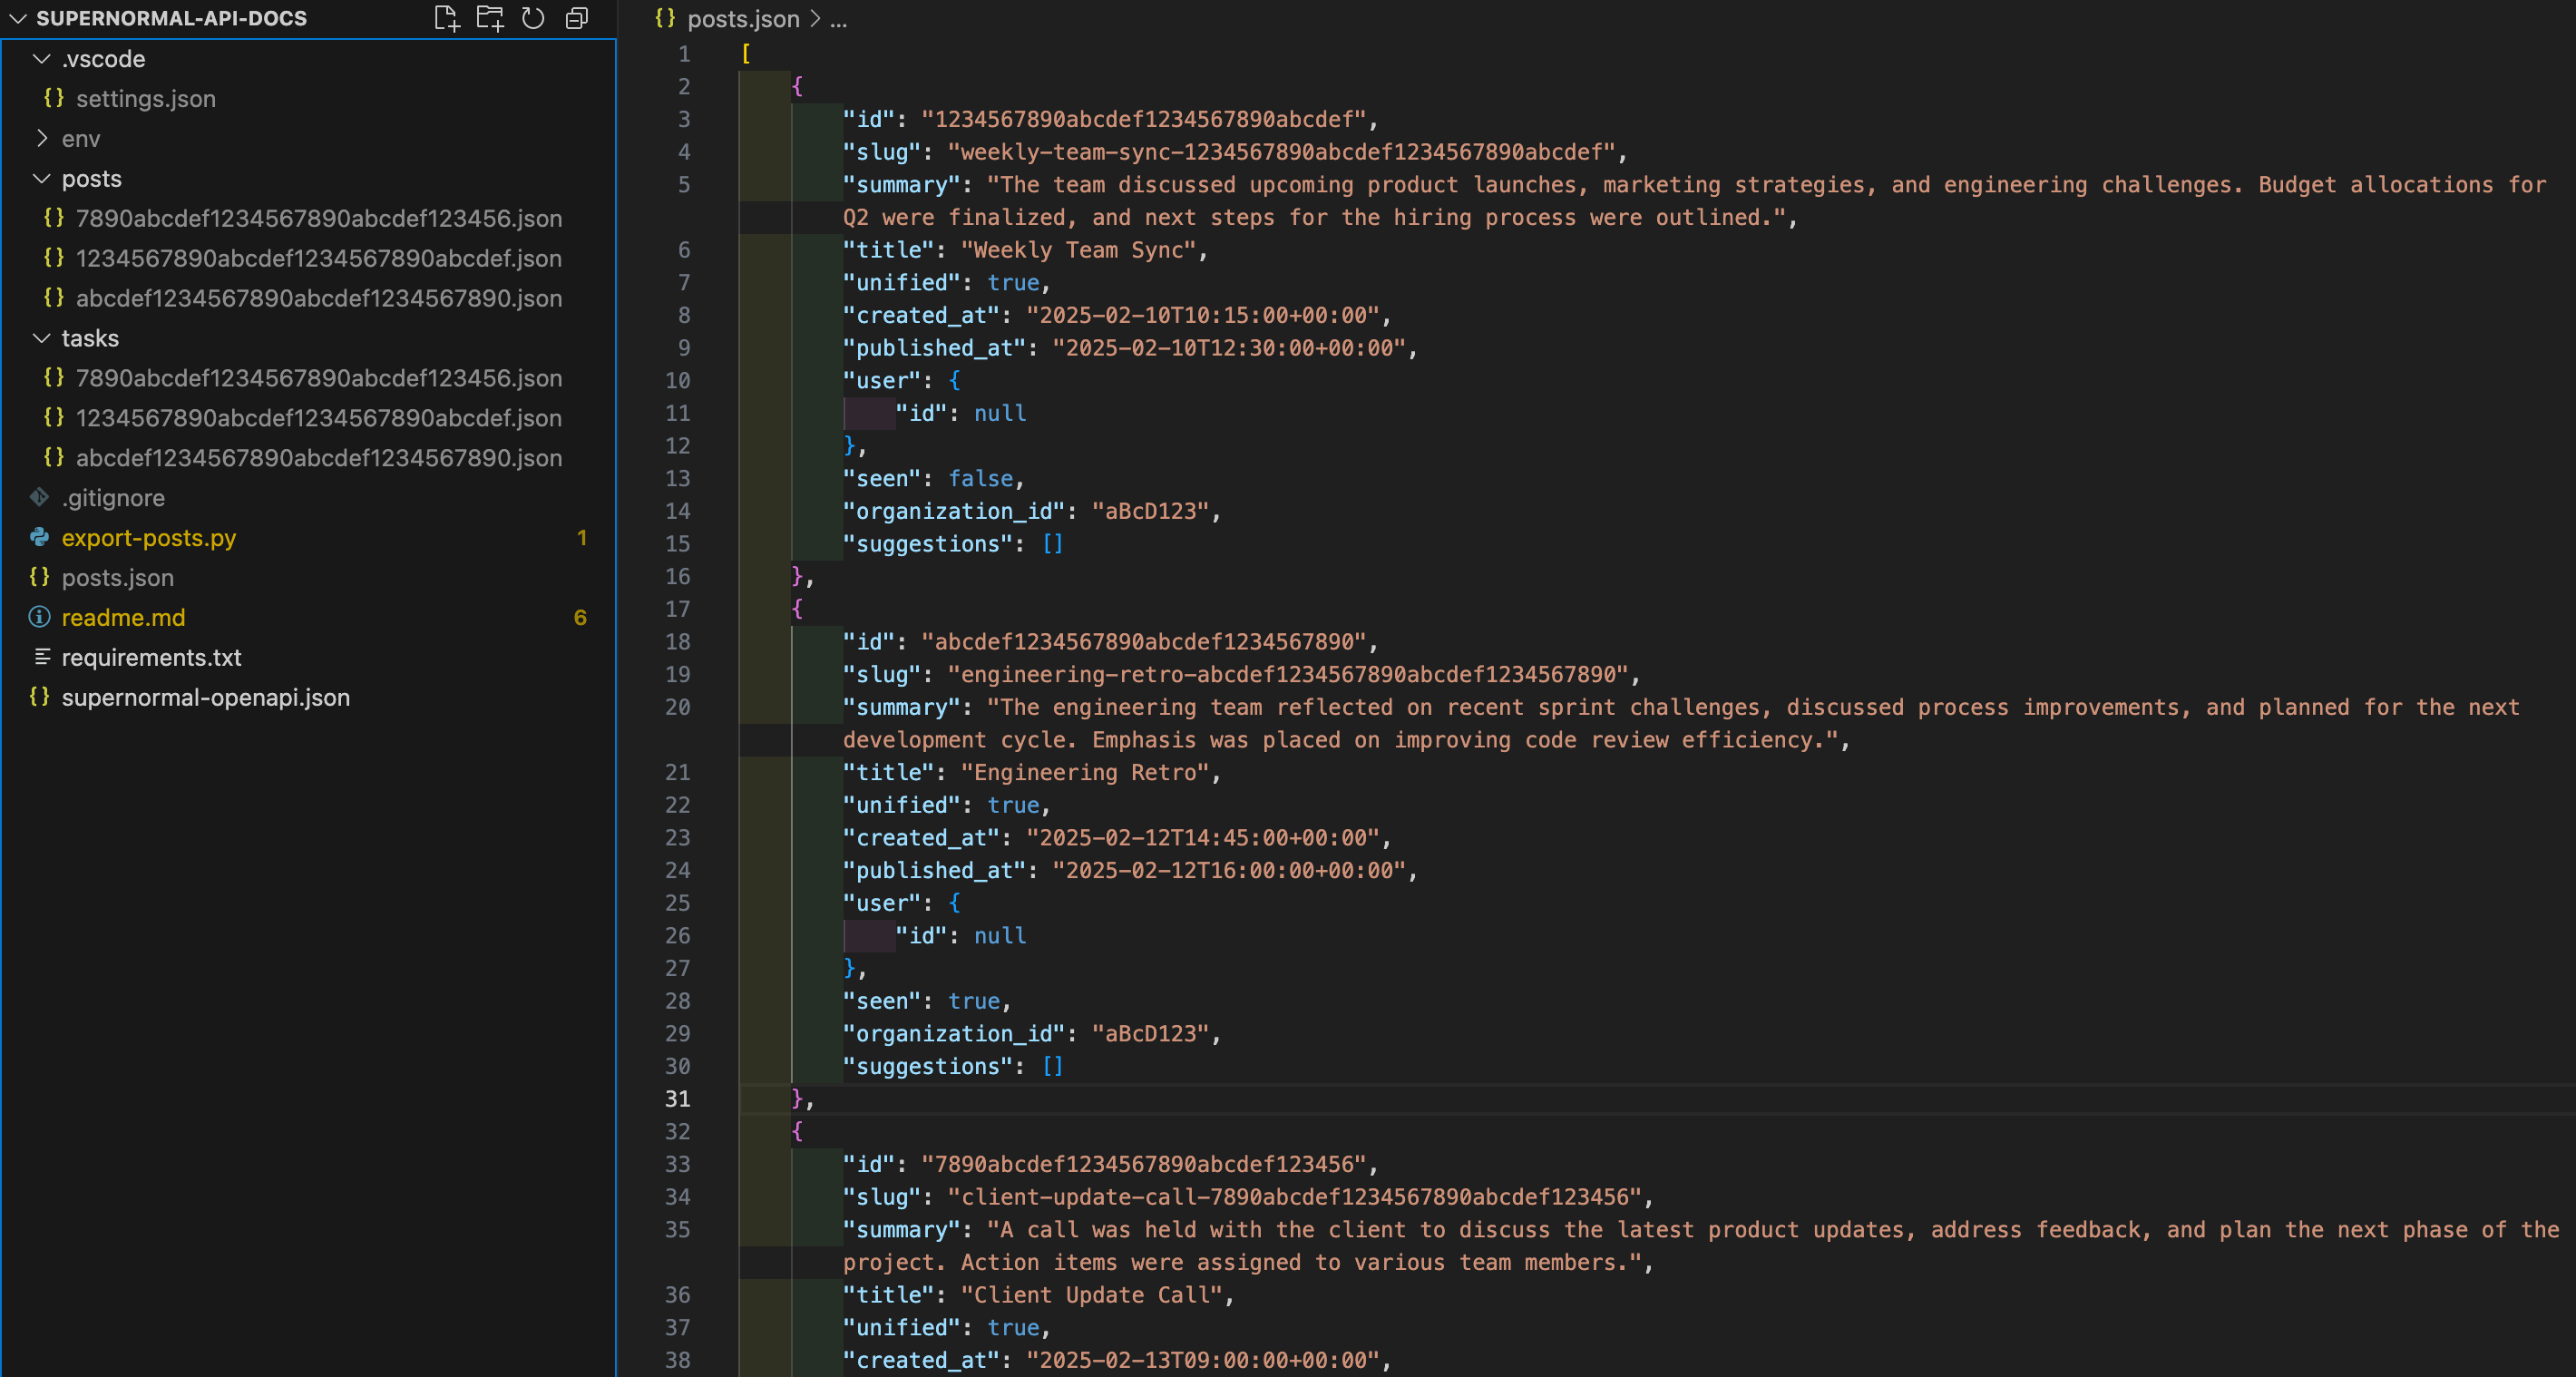 SUPERNORMAL-API-DOCS
.vscode
settings.json
env
posts
7890abcdef1234567890abcdef123456.json
1234567890abcdef1234567890abcdef.json
abcdef1234567890abcdef1234567890.json
tasks
7890abcdef1234567890abcdef123456.json
1234567890abcdef1234567890abcdef.json
abcdef1234567890abcdef1234567890.json
.gitignore
export-posts.py 1
posts.json
readme.md 6
requirements.txt
supernormal-openapi.json
{} posts.json > ...
1 [
2 {
3 "id": "1234567890abcdef1234567890abcdef",
4 "slug": "weekly-team-sync-1234567890abcdef1234567890abcdef",
5 "summary": "The team discussed upcoming product launches, marketing strategies, and engineering challenges. Budget allocations for
Q2 were finalized, and next steps for the hiring process were outlined.",
6 "title": "Weekly Team Sync",
7 "unified": true,
8 "created_at": "2025-02-10T10:15:00+00:00",
9 "published_at": "2025-02-10T12:30:00+00:00",
10 "user": {
11 "id": null
12 },
13 "seen": false,
14 "organization_id": "aBcD123",
15 "suggestions": []
16 },
17 {
18 "id": "abcdef1234567890abcdef1234567890",
19 "slug": "engineering-retro-abcdef1234567890abcdef1234567890",
20 "summary": "The engineering team reflected on recent sprint challenges, discussed process improvements, and planned for the next
development cycle. Emphasis was placed on improving code review efficiency.",
21 "title": "Engineering Retro",
22 "unified": true,
23 "created_at": "2025-02-12T14:45:00+00:00",
24 "published_at": "2025-02-12T16:00:00+00:00",
25 "user": {
26 "id": null
27 },
28 "seen": true,
29 "organization_id": "aBcD123",
30 "suggestions": []
31 },
32 {
33 "id": "7890abcdef1234567890abcdef123456",
34 "slug": "client-update-call-7890abcdef1234567890abcdef123456",
35 "summary": "A call was held with the client to discuss the latest product updates, address feedback, and plan the next phase of the
project. Action items were assigned to various team members.",
36 "title": "Client Update Call",
37 "unified": true,
38 "created_at": "2025-02-13T09:00:00+00:00",